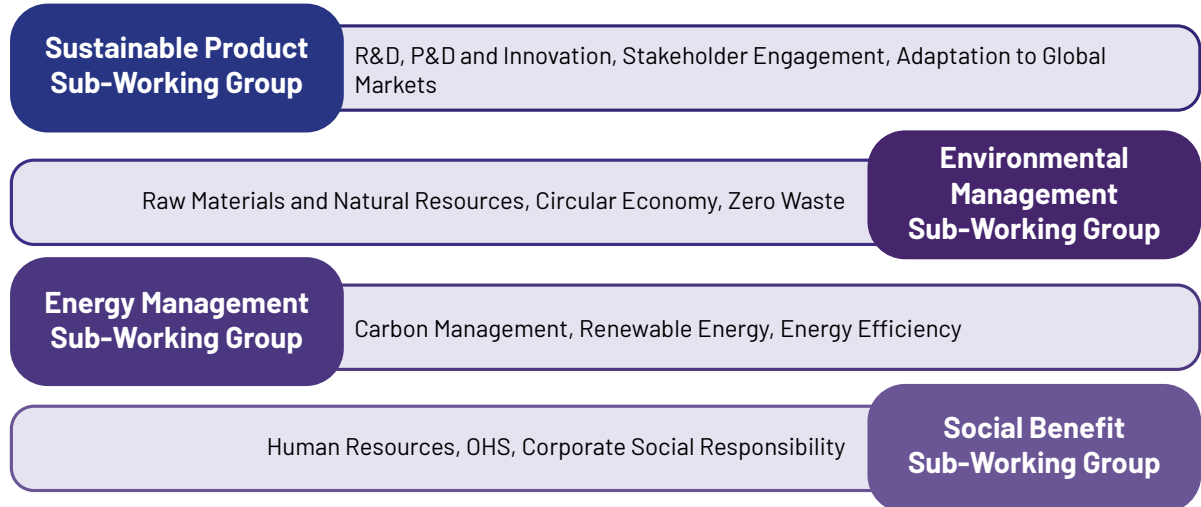 Sustainable Product
Sub-Working Group
R&D, P&D and Innovation, Stakeholder Engagement, Adaptation to Global
Markets
Environmental
Management
Sub-Working Group
Raw Materials and Natural Resources, Circular Economy, Zero Waste
Energy Management
Sub-Working Group
Carbon Management, Renewable Energy, Energy Efficiency
Human Resources, OHS, Corporate Social Responsibility
Social Benefit
Sub-Working Group